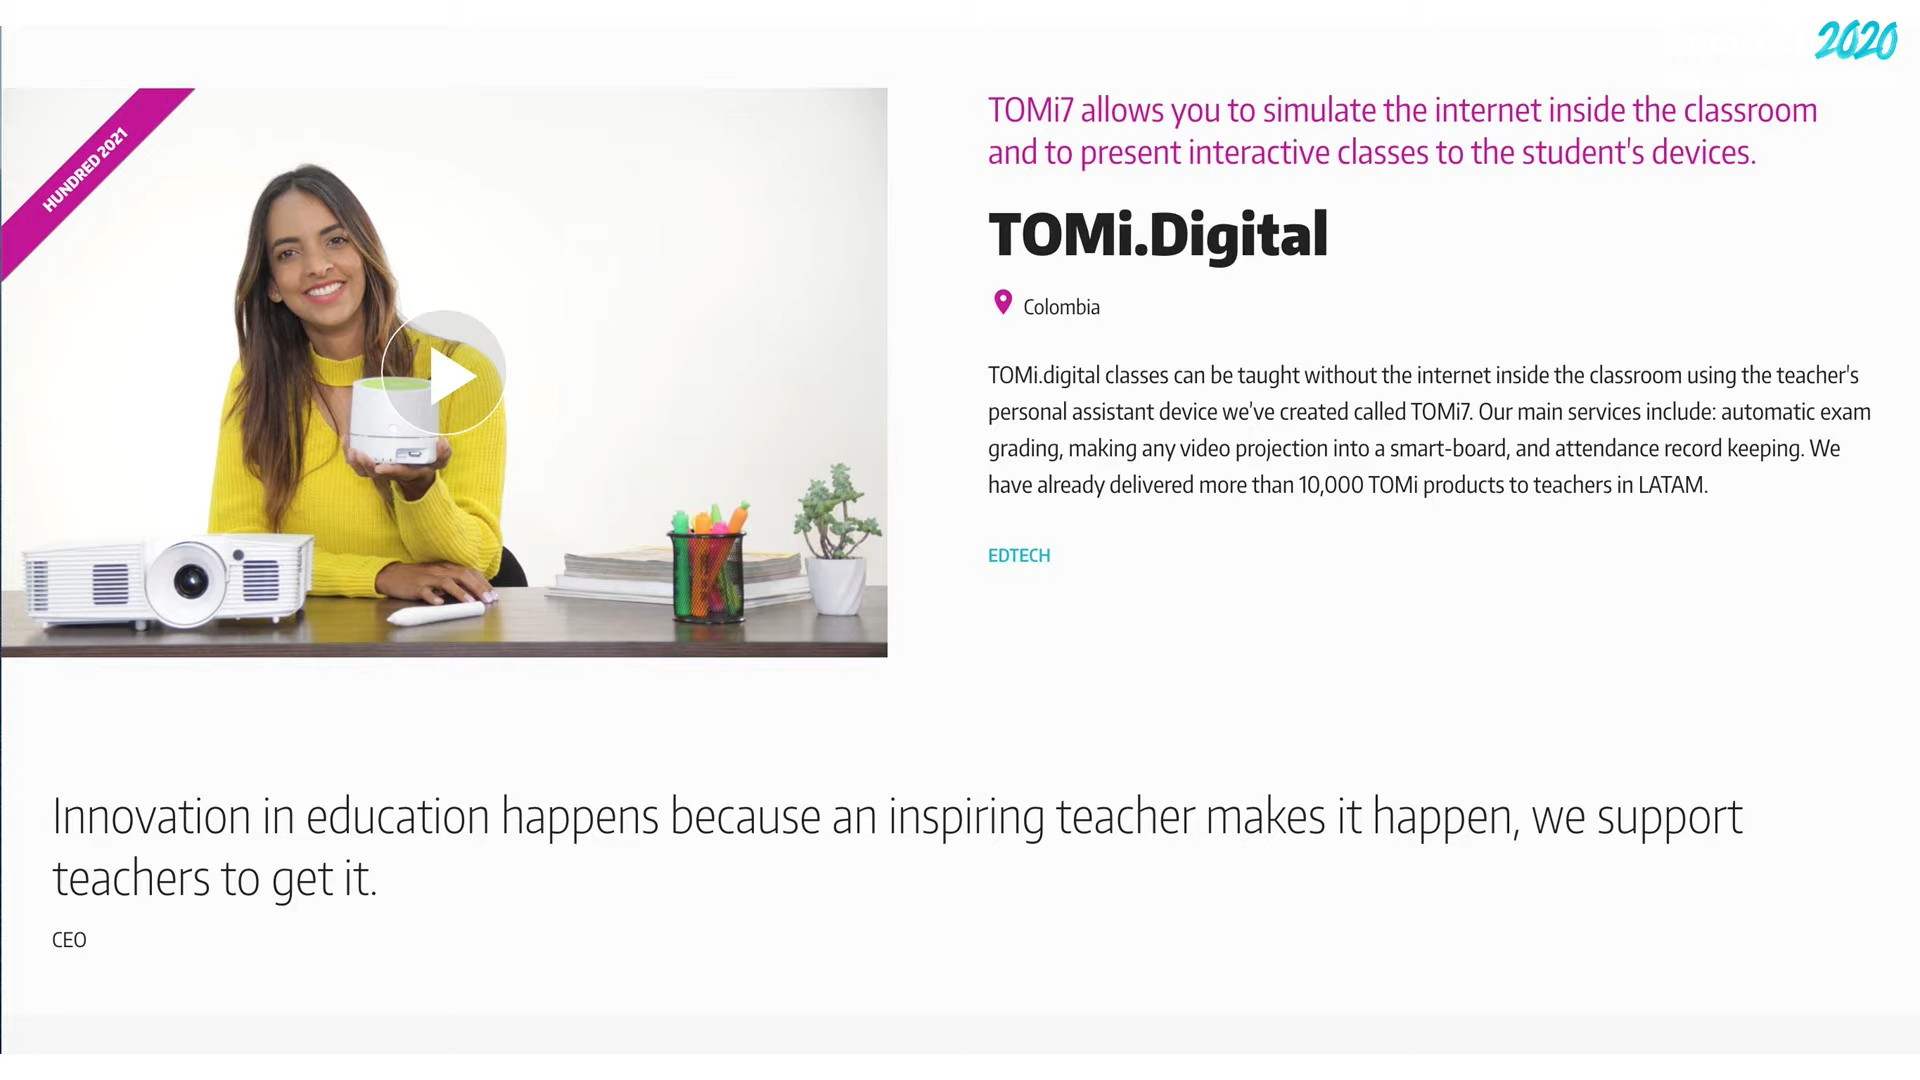 2020
HUNDRED 2021
TOMi7 allows you to simulate the internet inside the classroom
and to present interactive classes to the student's devices.
TOMi.Digital
Colombia
TOMi.digital classes can be taught without the internet inside the classroom using the teacher's
personal assistant device we’ve created called TOMi7. Our main services include: automatic exam
grading, making any video projection into a smart-board, and attendance record keeping. We
have already delivered more than 10,000 TOMi products to teachers in LATAM.
EDTECH
Innovation in education happens because an inspiring teacher makes it happen, we support
teachers to get it.
CEO